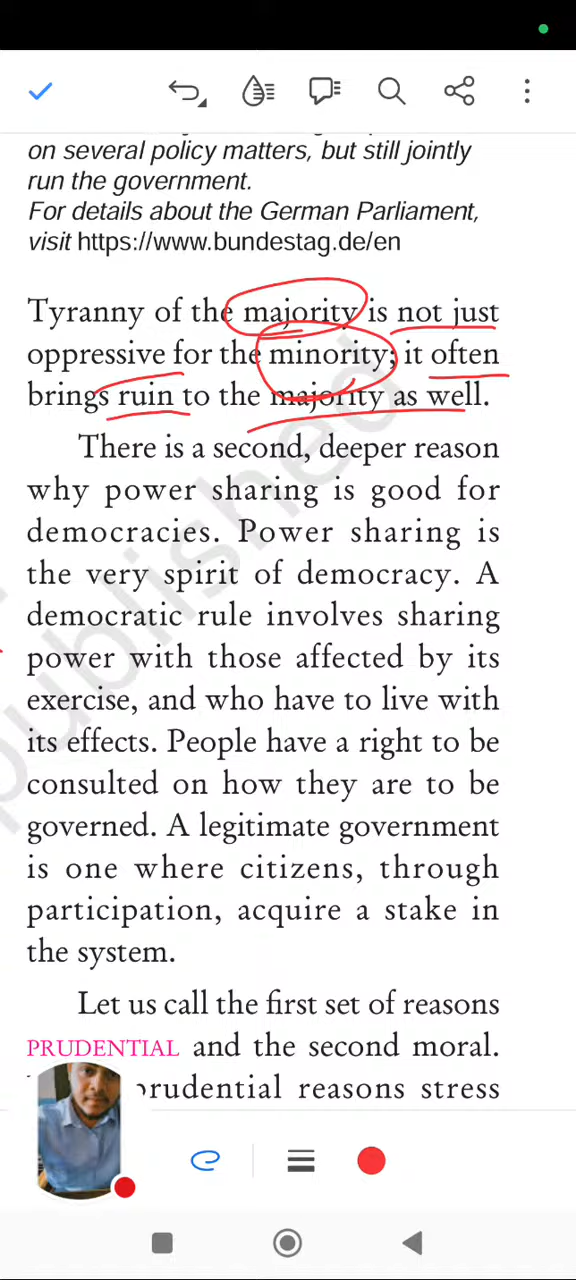 on several policy matters, but still jointly
run the government.
For details about the German Parliament,
visit https://www.bundestag.de/en
Tyranny of the majority is not just
oppressive for the minority; it often
brings ruin to the majority as well.
There is a second, deeper reason
why power sharing is good for
democracies. Power sharing is
the very spirit of democracy. A
democratic rule involves sharing
power with those affected by its
exercise, and who have to live with
its effects. People have a right to be
consulted on how they are to be
governed. A legitimate government
is one where citizens, through
participation, acquire a stake in
the system.
Let us call the first set of reasons
PRUDENTIAL and the second moral.
prudential reasons stress
published